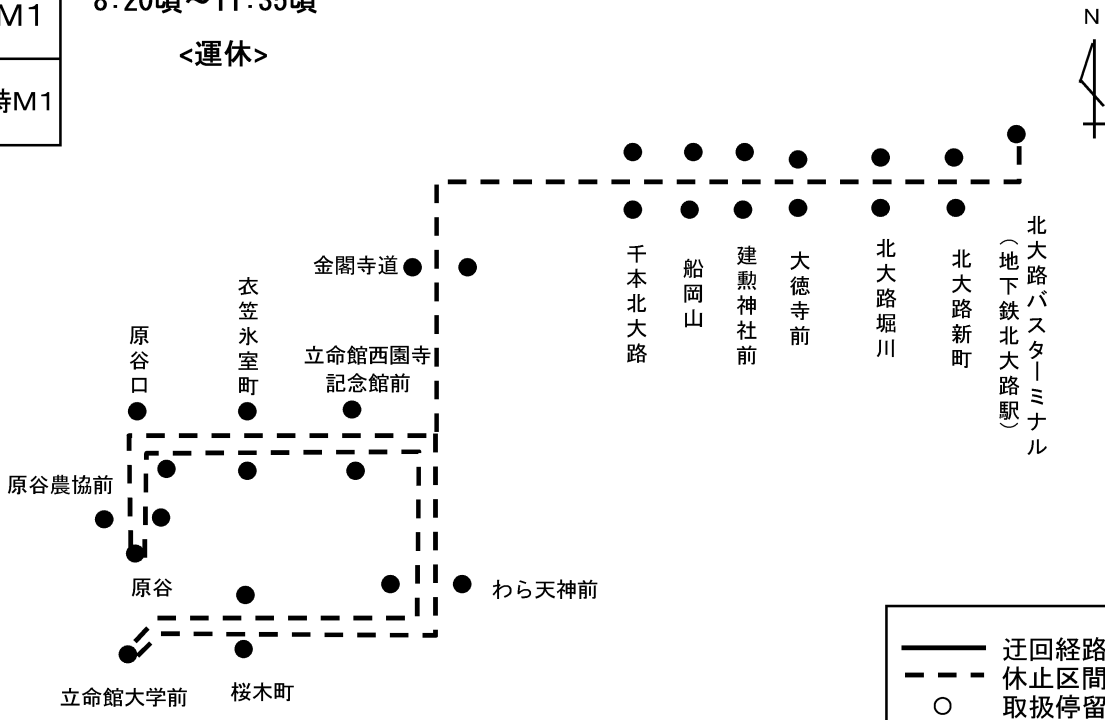 M1
8:20頃～11:35頃
<運休>
時M1
N
金閣寺道
衣笠氷室町
原谷口
立命館西園寺
記念館前
千本北大路
船岡山
建勲神社前
大徳寺前
北大路堀川
北大路新町
北大路バスターミナル
（地下鉄北大路駅）
原谷農協前
原谷
わら天神前
立命館大学前
桜木町
迂回経路
休止区間
取扱停留